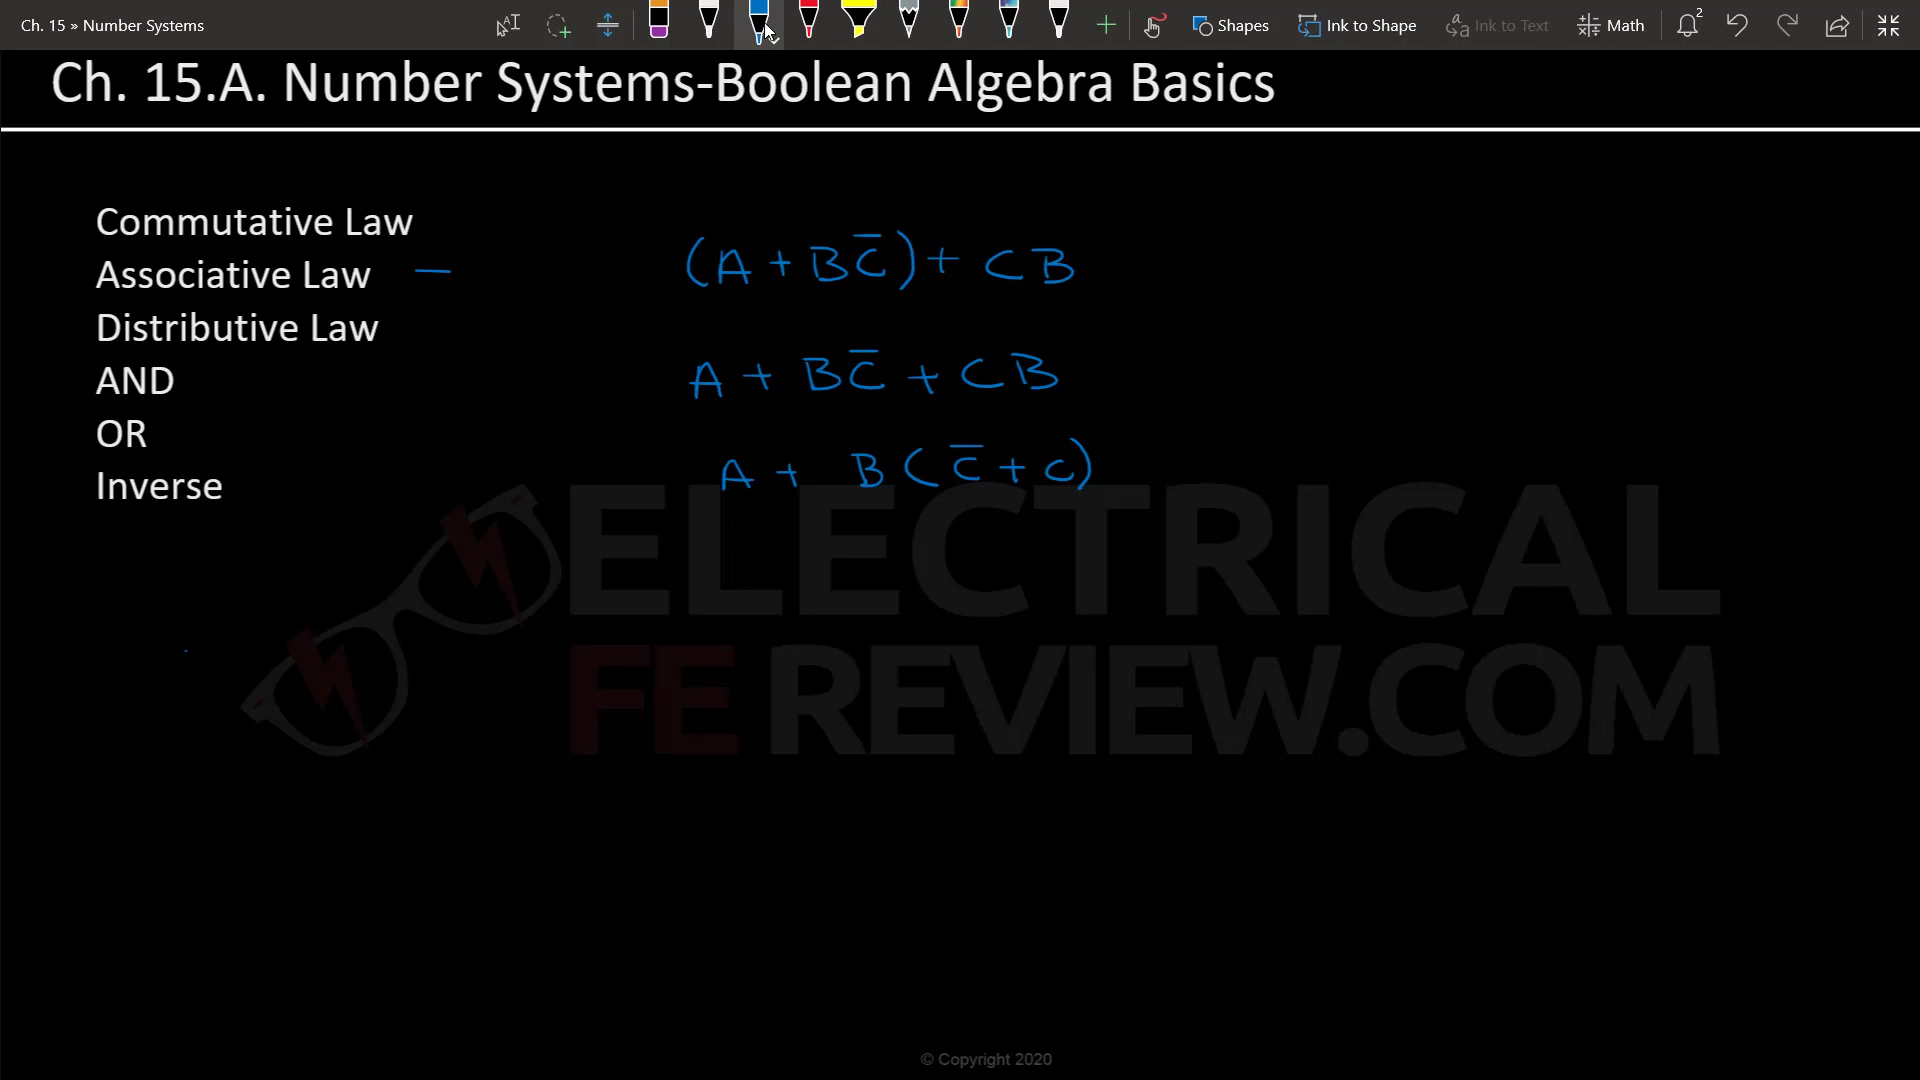 Ch. 15 » Number Systems
Shapes
Ink to Shape
Ink to Text
Math
2
Ch. 15.A. Number Systems-Boolean Algebra Basics
Commutative Law
Associative Law —
Distributive Law
AND
OR
Inverse
(A + BC̅) + CB
A + BC̅ + CB
A + B(C̅ + C)
ELECTRICAL
FE REVIEW.COM
© Copyright 2020